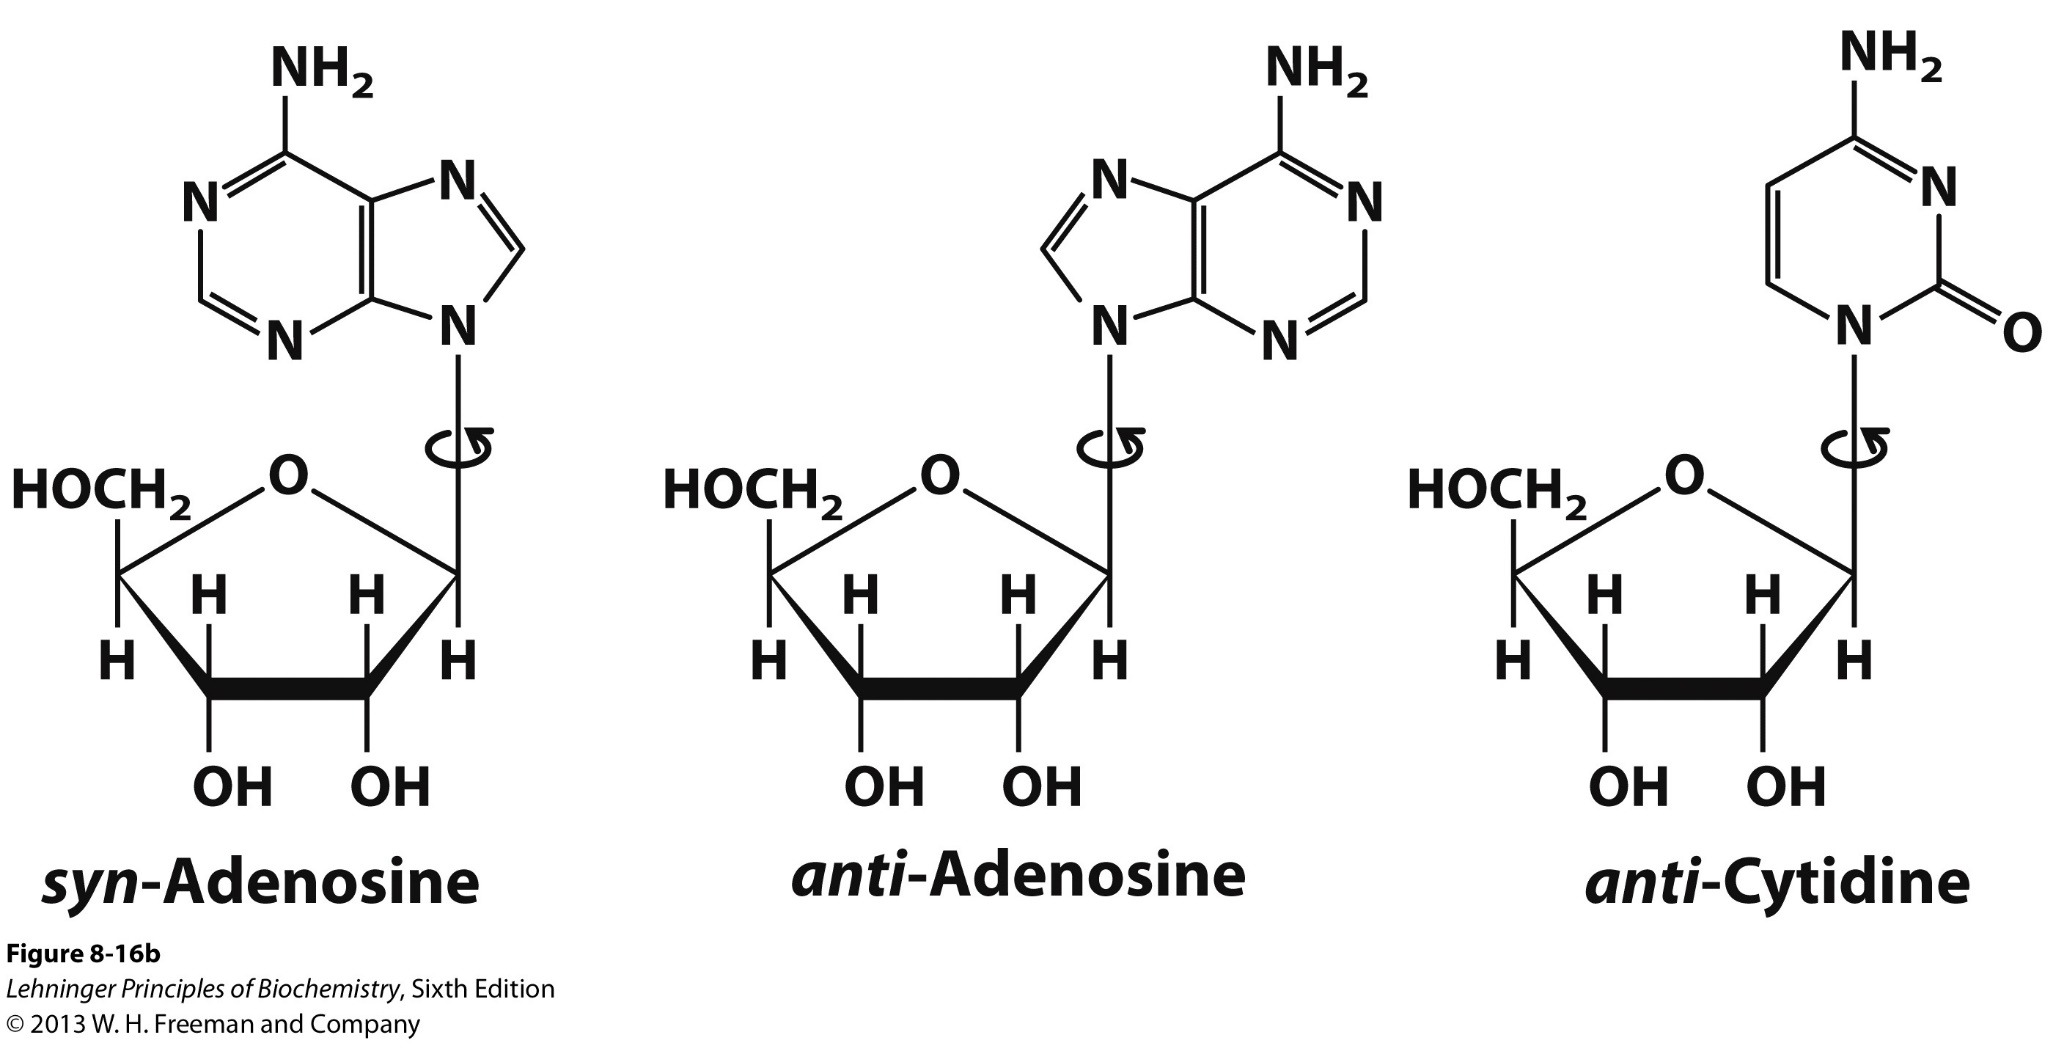 NH₂
N
N
N
N
HOCH₂
O
H
H
H
H
OH
OH
syn-Adenosine
NH₂
N
N
N
N
HOCH₂
O
H
H
H
H
OH
OH
anti-Adenosine
NH₂
N
N
O
HOCH₂
O
H
H
H
H
OH
OH
anti-Cytidine
Figure 8-16b
Lehninger Principles of Biochemistry, Sixth Edition
© 2013 W. H. Freeman and Company